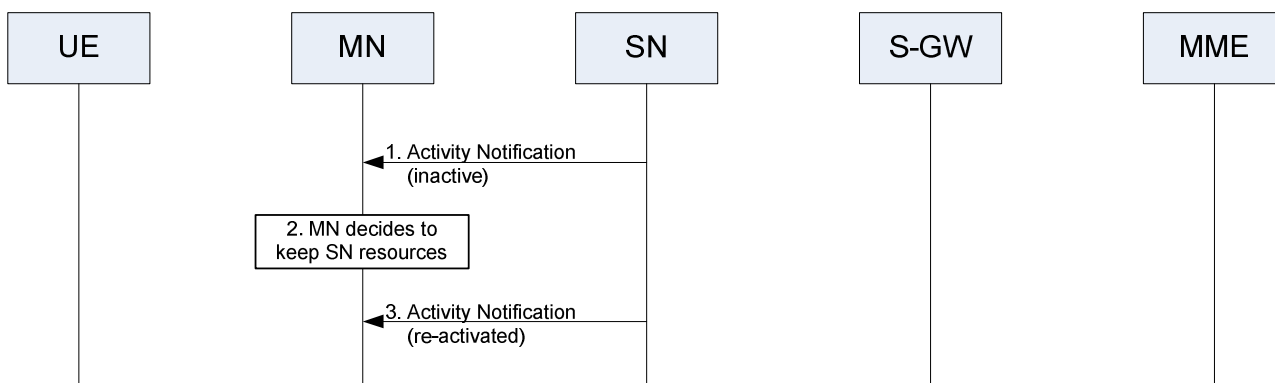 UE
MN
SN
S-GW
MME
1. Activity Notification
(inactive)
2. MN decides to
keep SN resources
3. Activity Notification
(re-activated)